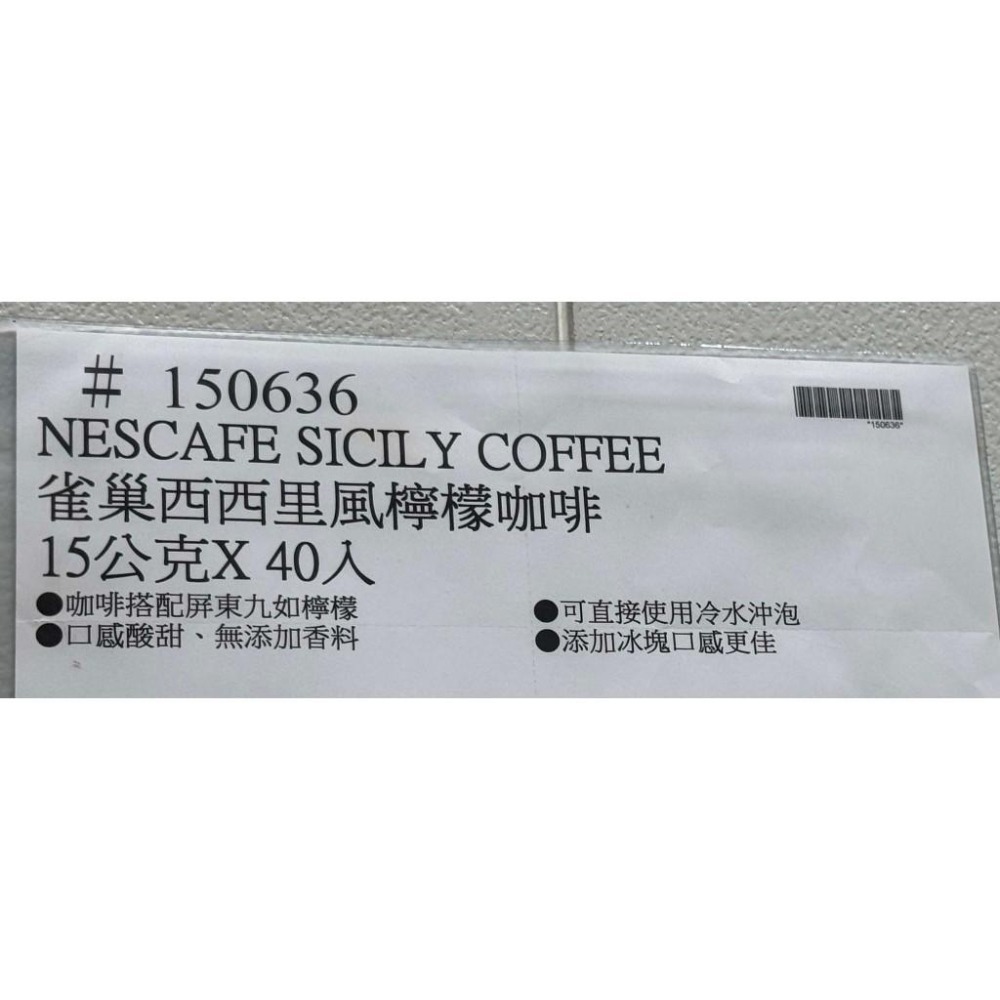 # 150636
*150636*
NESCAFE SICILY COFFEE
雀巢西西里風檸檬咖啡
15公克X 40入
●咖啡搭配屏東九如檸檬
●口感酸甜、無添加香料
●可直接使用冷水沖泡
●添加冰塊口感更佳